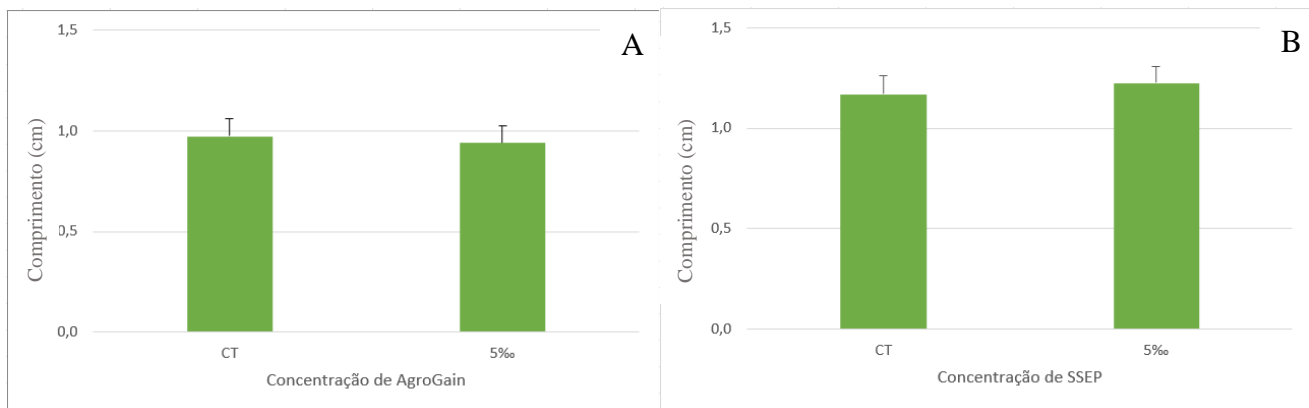 A
1,5
1,0
0,5
0,0
Comprimento (cm)
CT
5‰
Concentração de AgroGain
B
1,5
1,0
0,5
0,0
Comprimento (cm)
CT
5‰
Concentração de SSEP